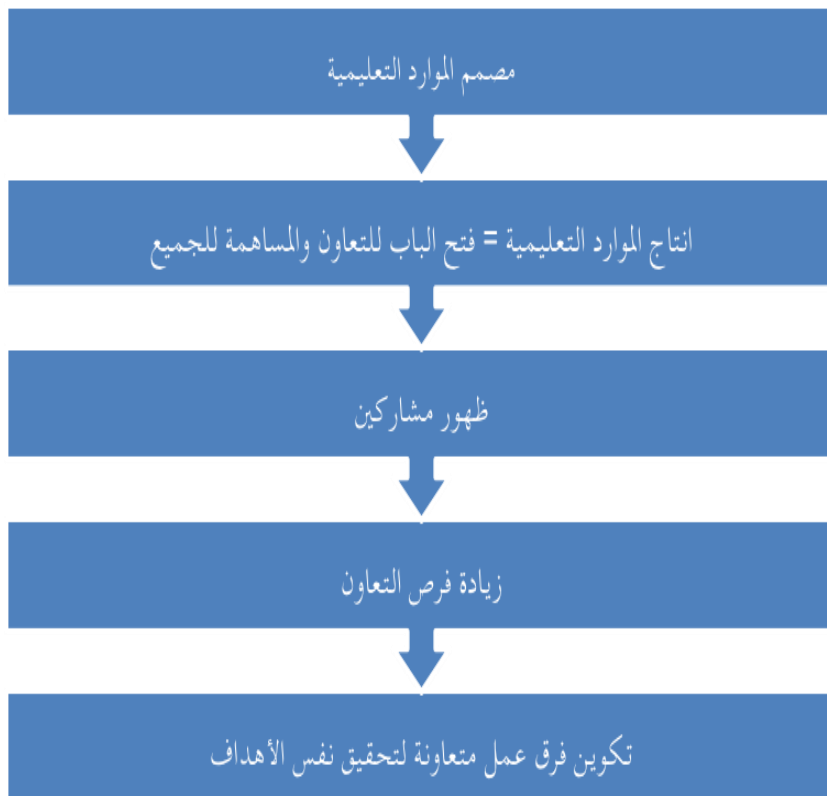 مصمم الموارد التعليمية
انتاج الموارد التعليمية = فتح الباب للتعاون والمساهمة للجميع
ظهور مشاركين
زيادة فرص التعاون
تكوين فرق عمل متعاونة لتحقيق نفس الأهداف